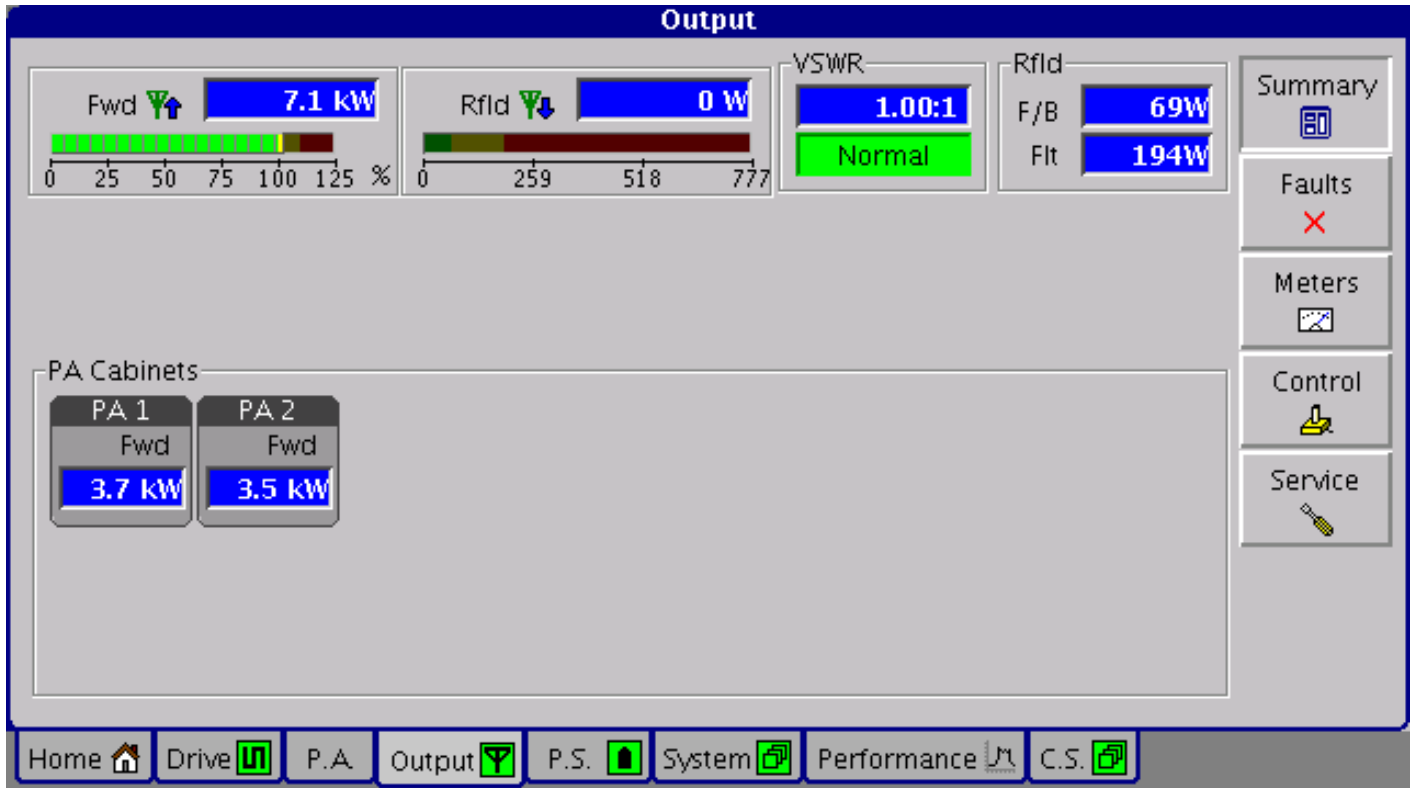 Output
Fwd 7.1 kW
0 25 50 75 100 125 %
Rfld 0 W
0 259 518 777
VSWR
1.00:1
Normal
Rfld
F/B 69W
Flt 194W
Summary
Faults
Meters
Control
Service
PA Cabinets
PA 1
Fwd
3.7 kW
PA 2
Fwd
3.5 kW
Home Drive P.A. Output P.S. System Performance C.S.